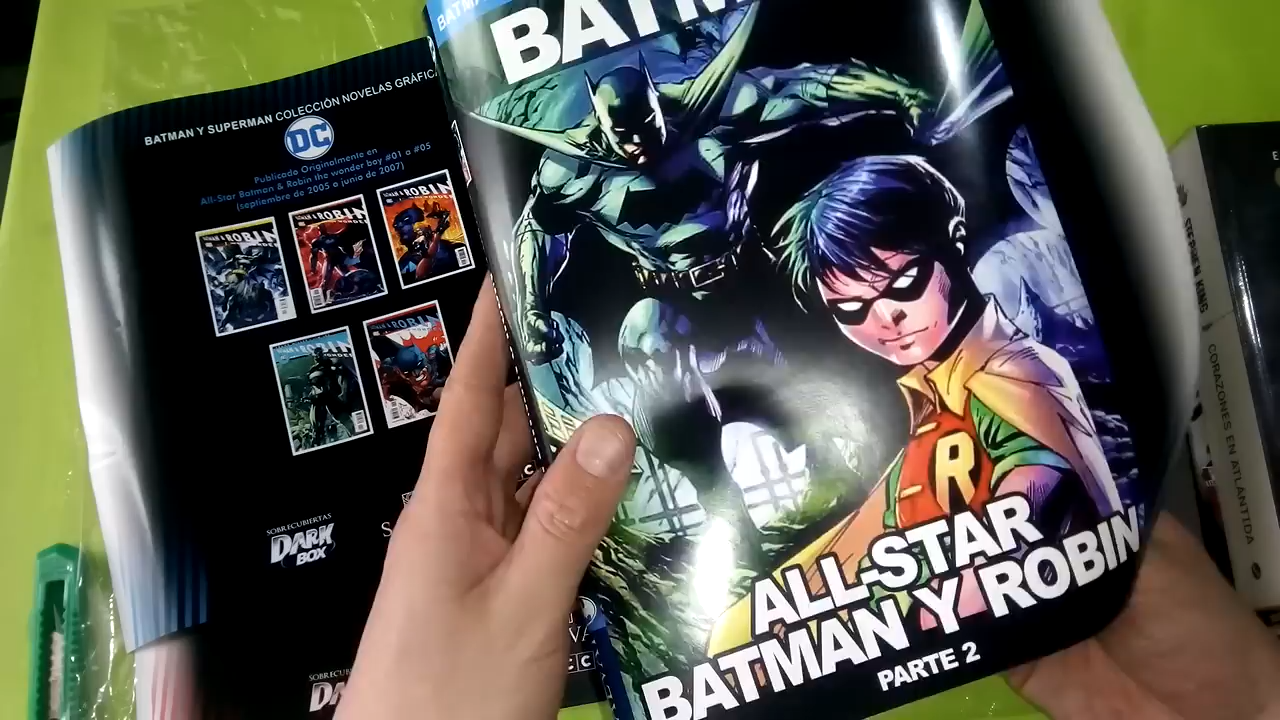 BATMAN Y SUPERMAN COLECCIÓN NOVELAS GRÁFIC
DC
Publicado Originalmente en
All-Star Batman & Robin the wonder boy #01 a #05
(septiembre de 2005 a junio de 2007)
SOBRECUBIERTAS
DARK
BOX
SOBRECUBIE
BATM
R
ALL-STAR
BATMAN Y ROBIN
PARTE 2
STEPHEN KING
CORAZONES EN ATLÁNTIDA